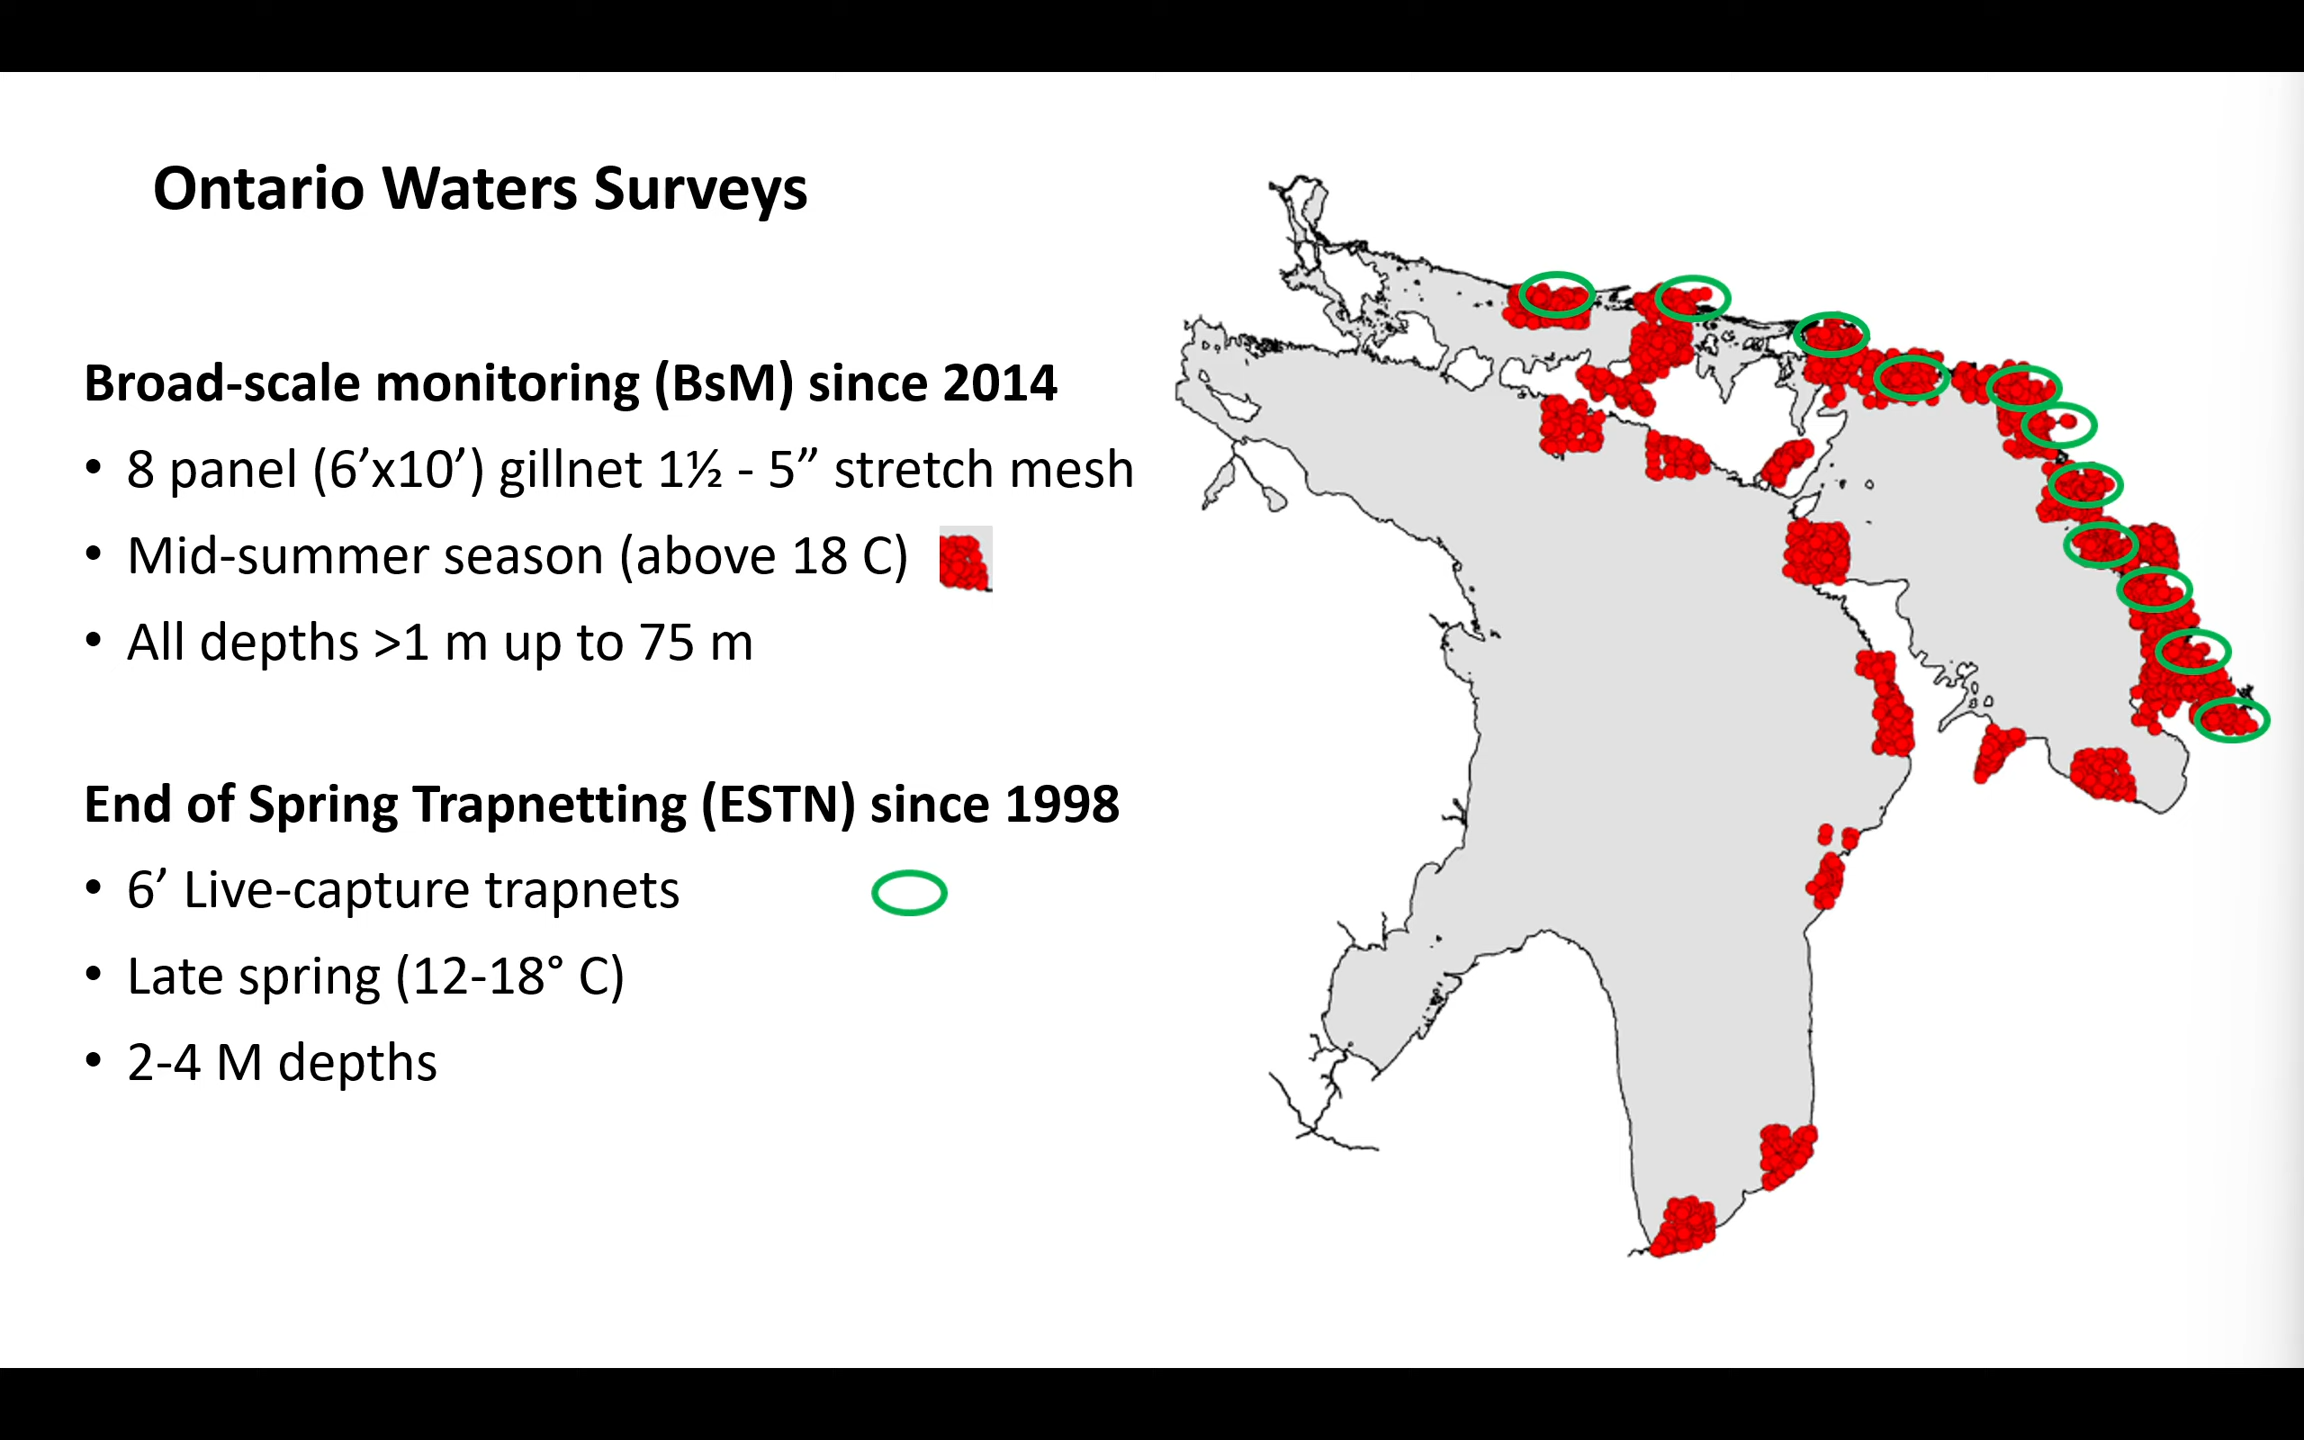 Ontario Waters Surveys
Broad-scale monitoring (BsM) since 2014
• 8 panel (6’x10’) gillnet 1½ - 5” stretch mesh
• Mid-summer season (above 18 C)
• All depths >1 m up to 75 m
End of Spring Trapnetting (ESTN) since 1998
• 6’ Live-capture trapnets
• Late spring (12-18° C)
• 2-4 M depths